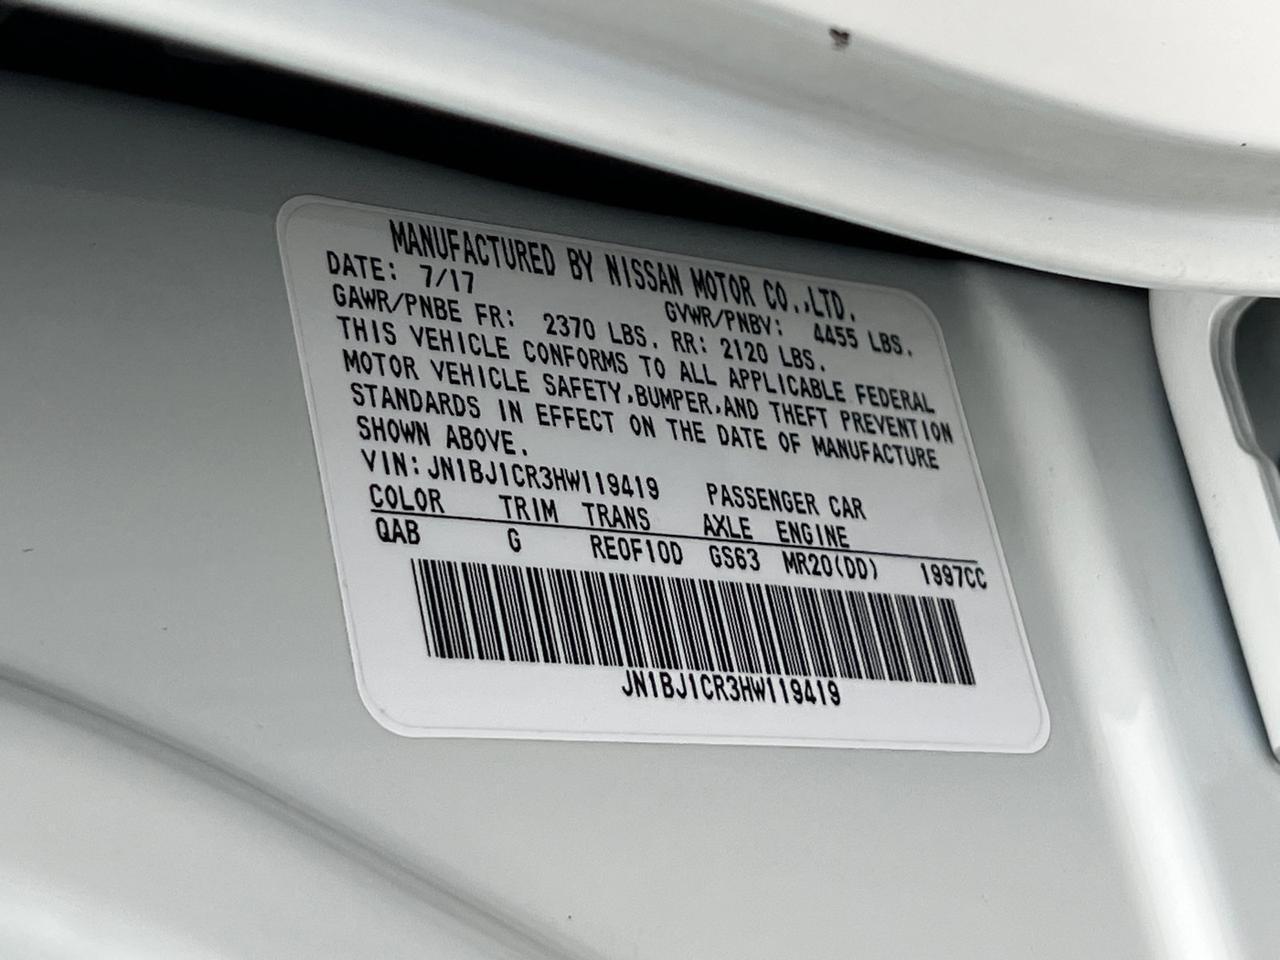 MANUFACTURED BY NISSAN MOTOR CO.,LTD.
DATE: 7/17 GVWR/PNBV: 4455 LBS.
GAWR/PNBE FR: 2370 LBS. RR: 2120 LBS.
THIS VEHICLE CONFORMS TO ALL APPLICABLE FEDERAL
MOTOR VEHICLE SAFETY,BUMPER,AND THEFT PREVENTION
STANDARDS IN EFFECT ON THE DATE OF MANUFACTURE
SHOWN ABOVE.
VIN: JN1BJ1CR3HW119419 PASSENGER CAR
COLOR TRIM TRANS AXLE ENGINE
QAB G RE0F10D GS63 MR20(DD) 1997CC
JN1BJ1CR3HW119419